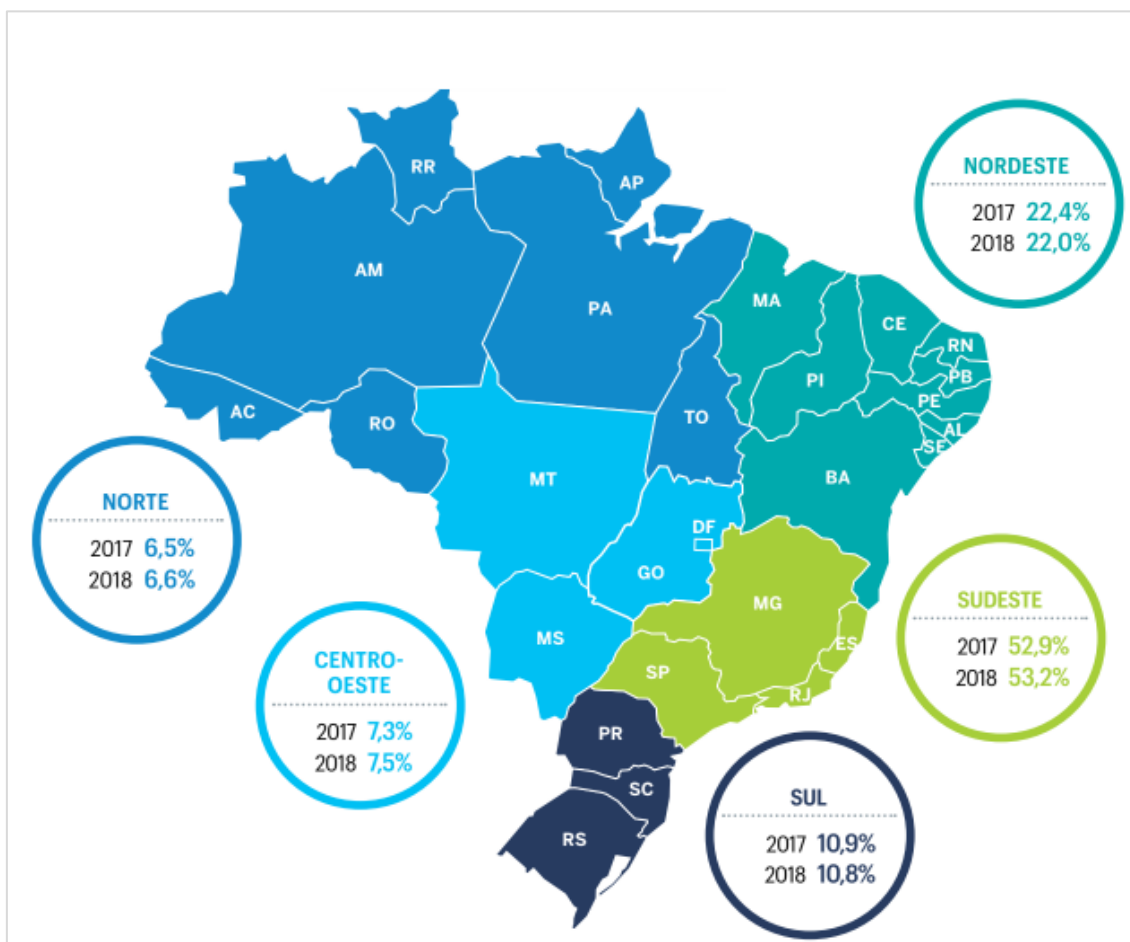 RR
AP
NORDESTE
2017 22,4%
2018 22,0%
AM
PA
MA
CE
RN
PB
PI
PE
AL
SE
AC
RO
TO
BA
MT
NORTE
2017 6,5%
2018 6,6%
DF
GO
MG
ES
SUDESTE
2017 52,9%
2018 53,2%
MS
SP
RJ
CENTRO-
OESTE
2017 7,3%
2018 7,5%
PR
SC
RS
SUL
2017 10,9%
2018 10,8%